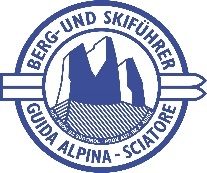 BERG- UND SKIFÜHRER
GUIDA ALPINA - SCIATORE